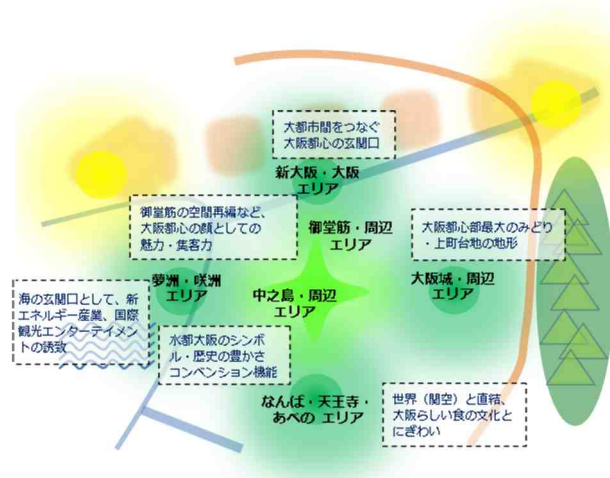 大都市間をつなぐ
大阪都心の玄関口
新大阪・大阪
エリア
御堂筋の空間再編など、
大阪都心の顔としての
魅力・集客力
御堂筋・周辺
エリア
大阪都心部最大のみどり
・上町台地の地形
夢洲・咲洲
エリア
中之島・周辺
エリア
大阪城・周辺
エリア
海の玄関口として、新
エネルギー産業、国際
観光エンターテイメン
トの誘致
水都大阪のシンボ
ル・歴史の豊かさ
コンベンション機能
なんば・天王寺・
あべの エリア
世界（関空）と直結、
大阪らしい食の文化と
にぎわい